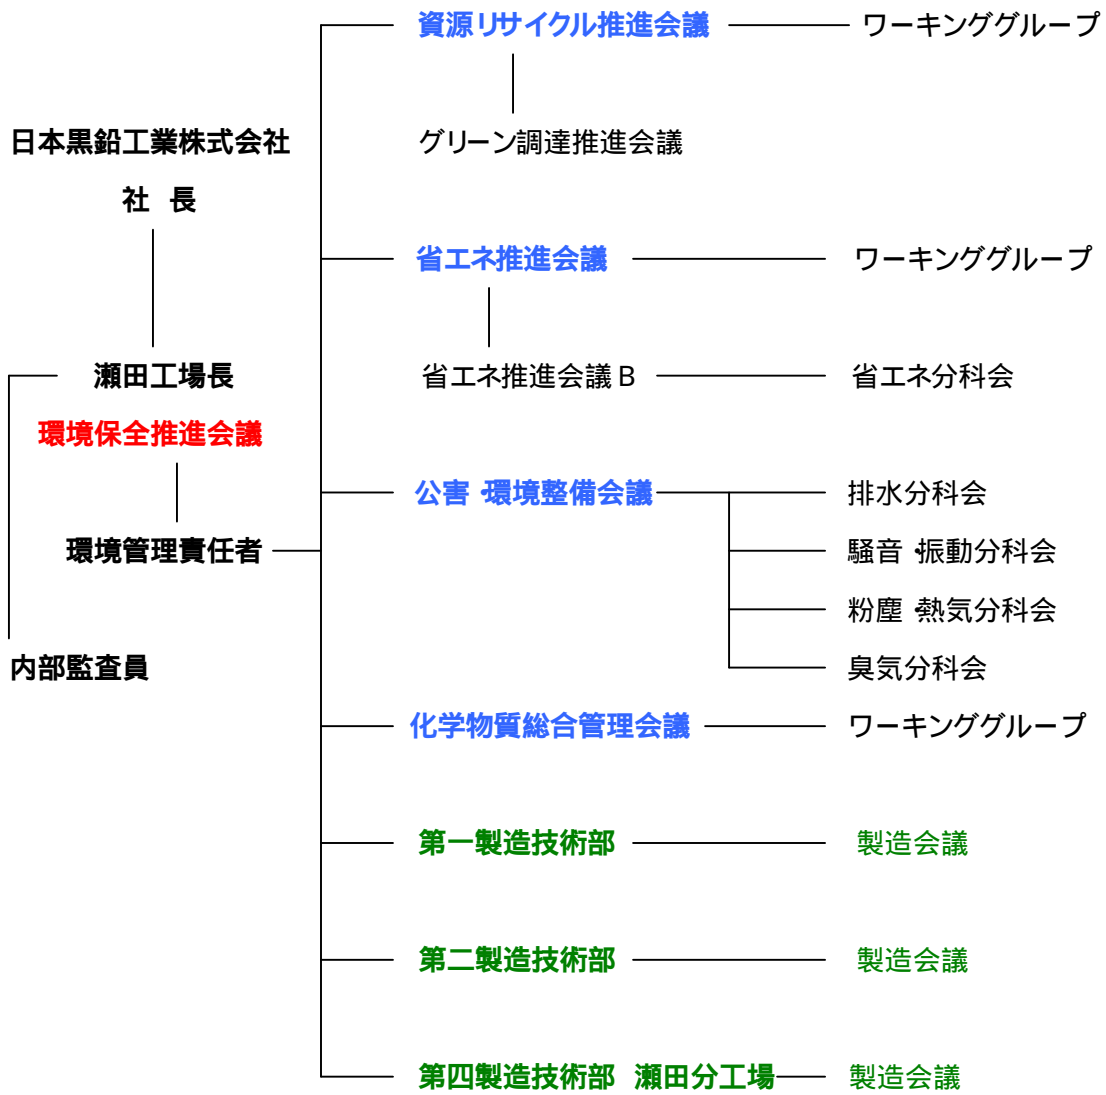 資源リサイクル推進会議 ワーキンググループ
日本黒鉛工業株式会社 グリーン調達推進会議
社 長
省エネ推進会議 ワーキンググループ
瀬田工場長 省エネ推進会議B 省エネ分科会
環境保全推進会議
公害・環境整備会議 排水分科会
環境管理責任者 騒音・振動分科会
粉塵・熱気分科会
内部監査員 臭気分科会
化学物質総合管理会議 ワーキンググループ
第一製造技術部 製造会議
第二製造技術部 製造会議
第四製造技術部 瀬田分工場 製造会議